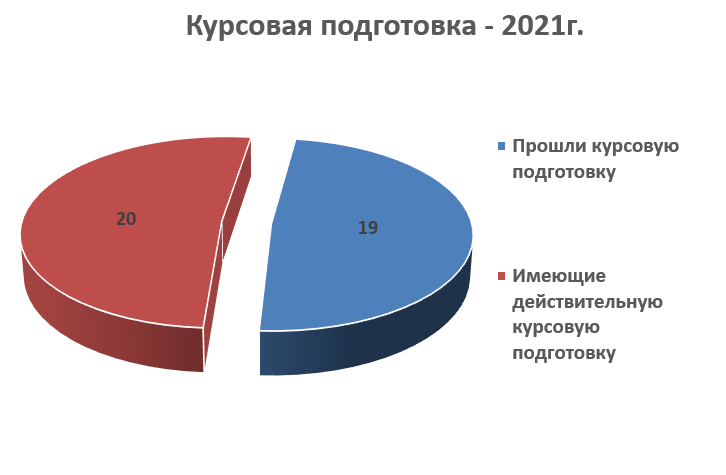 Курсовая подготовка - 2021г.
20
19
Прошли курсовую
подготовку
Имеющие
действительную
курсовую
подготовку